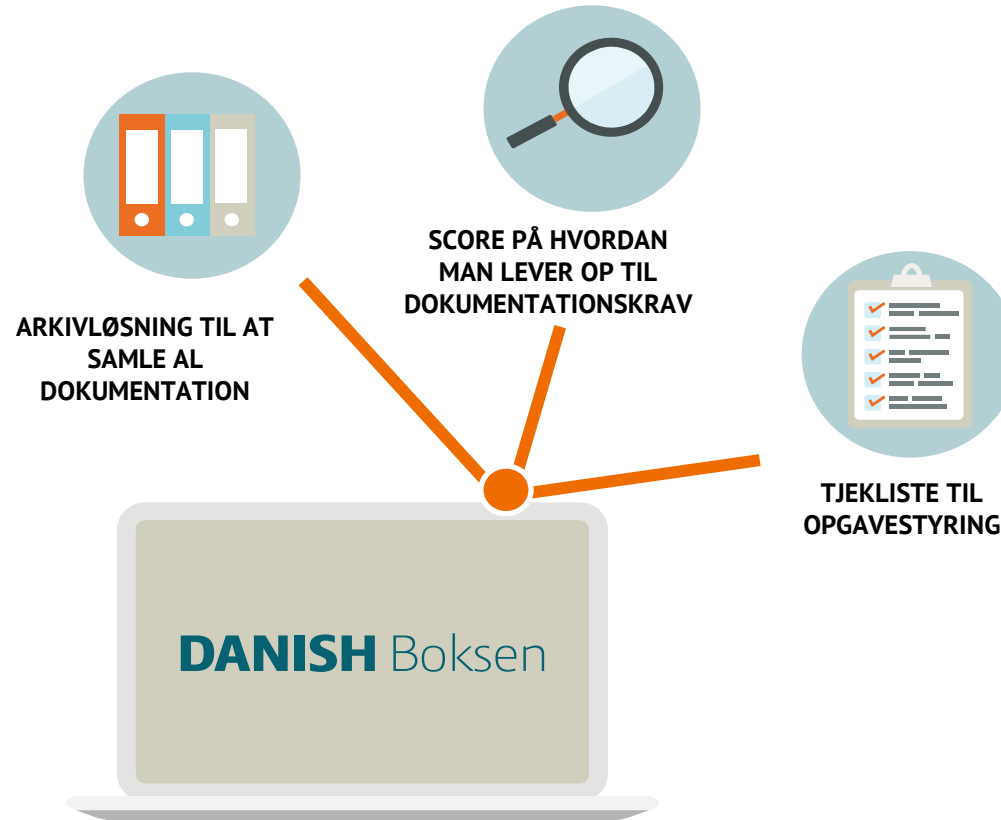 ARKIVLØSNING TIL AT
SAMLE AL
DOKUMENTATION
SCORE PÅ HVORDAN
MAN LEVER OP TIL
DOKUMENTATIONSKRAV
TJEKLISTE TIL
OPGAVESTYRING
DANISH Boksen